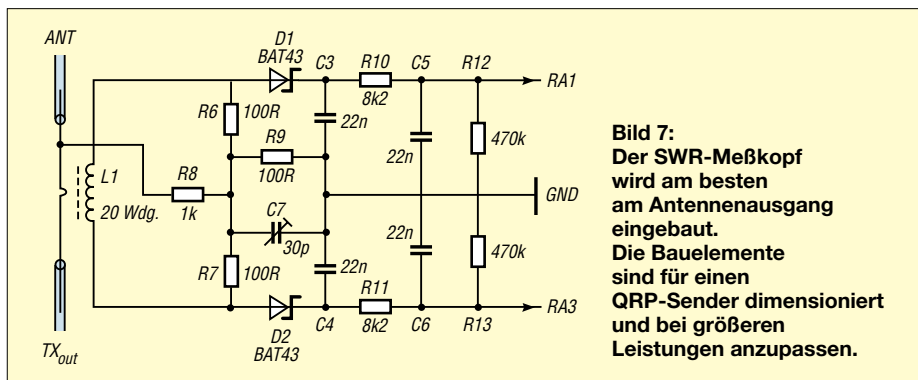 ANT
D1
BAT43
C3
R10
8k2
C5
R12
RA1
R6
100R
22n
R9
100R
470k
L1
20 Wdg.
R8
1k
22n
GND
C7
30p
22n
R7
100R
22n
470k
R11
8k2
RA3
D2
BAT43
C4
C6
R13
TXout
Bild 7:
Der SWR-Meßkopf
wird am besten
am Antennenausgang
eingebaut.
Die Bauelemente
sind für einen
QRP-Sender dimensioniert
und bei größeren
Leistungen anzupassen.